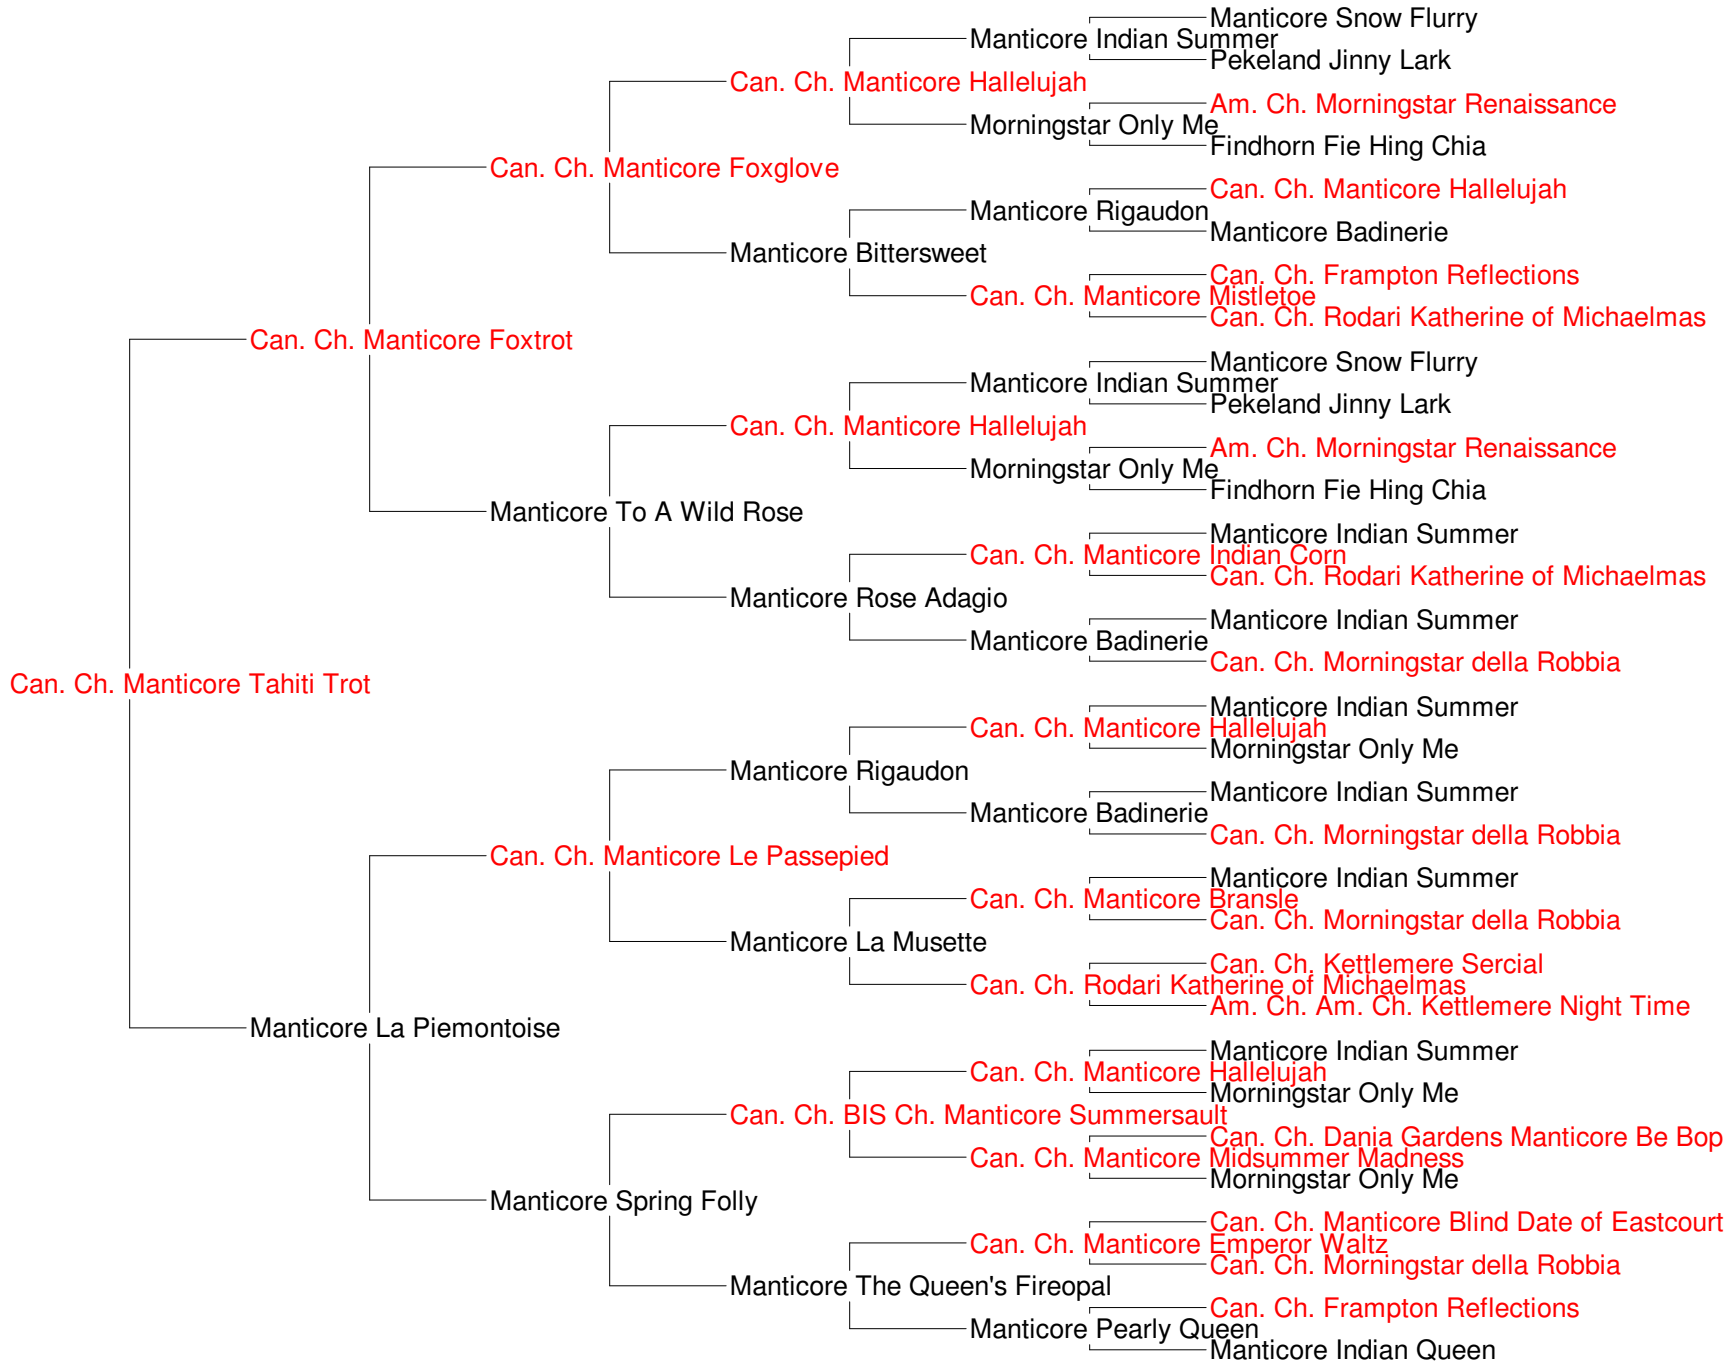 Manticore Snow Flurry
Manticore Indian Summer
Pekeland Jinny Lark
Can. Ch. Manticore Hallelujah
Am. Ch. Morningstar Renaissance
Morningstar Only Me
Findhorn Fie Hing Chia
Can. Ch. Manticore Foxglove
Can. Ch. Manticore Hallelujah
Manticore Rigaudon
Manticore Badinerie
Manticore Bittersweet
Can. Ch. Frampton Reflections
Can. Ch. Manticore Mistletoe
Can. Ch. Rodari Katherine of Michaelmas
Can. Ch. Manticore Foxtrot
Manticore Snow Flurry
Manticore Indian Summer
Pekeland Jinny Lark
Can. Ch. Manticore Hallelujah
Am. Ch. Morningstar Renaissance
Morningstar Only Me
Findhorn Fie Hing Chia
Manticore To A Wild Rose
Manticore Indian Summer
Can. Ch. Manticore Indian Corn
Can. Ch. Rodari Katherine of Michaelmas
Manticore Rose Adagio
Manticore Indian Summer
Manticore Badinerie
Can. Ch. Morningstar della Robbia
Can. Ch. Manticore Tahiti Trot
Manticore Indian Summer
Can. Ch. Manticore Hallelujah
Morningstar Only Me
Manticore Rigaudon
Manticore Indian Summer
Manticore Badinerie
Can. Ch. Morningstar della Robbia
Can. Ch. Manticore Le Passepied
Manticore Indian Summer
Can. Ch. Manticore Bransle
Can. Ch. Morningstar della Robbia
Manticore La Musette
Can. Ch. Kettlemere Sercial
Can. Ch. Rodari Katherine of Michaelmas
Am. Ch. Am. Ch. Kettlemere Night Time
Manticore La Piemontoise
Manticore Indian Summer
Can. Ch. Manticore Hallelujah
Morningstar Only Me
Can. Ch. BIS Ch. Manticore Summersault
Can. Ch. Dania Gardens Manticore Be Bop
Can. Ch. Manticore Midsummer Madness
Morningstar Only Me
Manticore Spring Folly
Can. Ch. Manticore Blind Date of Eastcourt
Can. Ch. Manticore Emperor Waltz
Can. Ch. Morningstar della Robbia
Manticore The Queen's Fireopal
Can. Ch. Frampton Reflections
Manticore Pearly Queen
Manticore Indian Queen